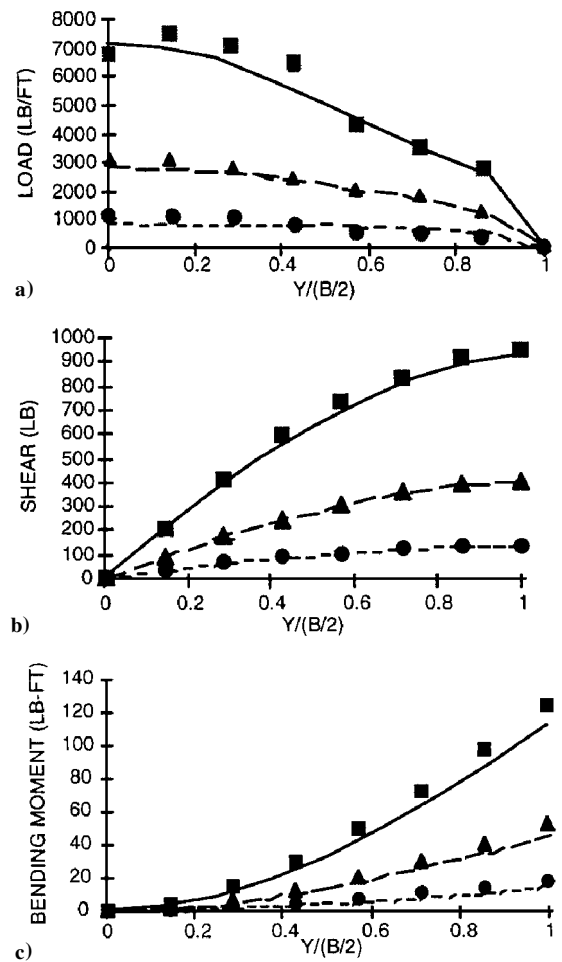 8000
7000
6000
5000
4000
3000
2000
1000
0
LOAD (LB/FT)
0 0.2 0.4 0.6 0.8 1
Y/(B/2)
a)
1000
900
800
700
600
500
400
300
200
100
0
SHEAR (LB)
0 0.2 0.4 0.6 0.8 1
Y/(B/2)
b)
140
120
100
80
60
40
20
0
BENDING MOMENT (LB-FT)
0 0.2 0.4 0.6 0.8 1
Y/(B/2)
c)